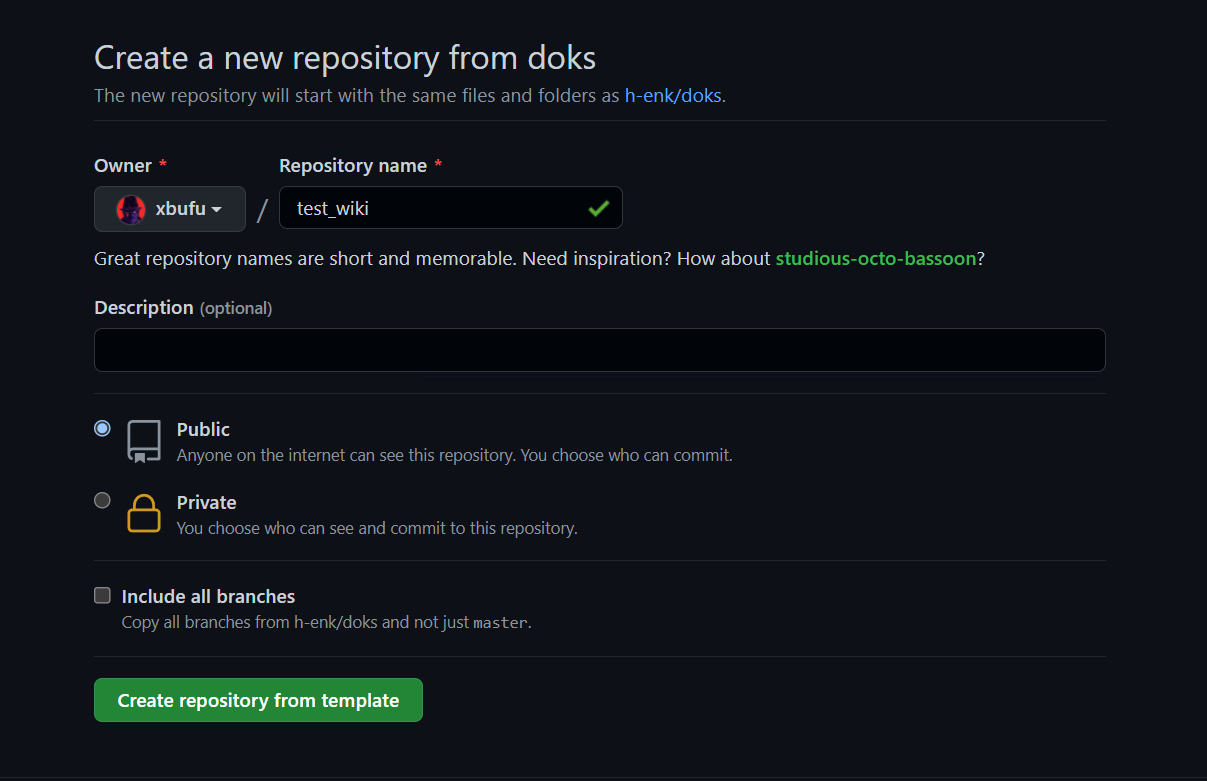 Create a new repository from doks
The new repository will start with the same files and folders as h-enk/doks.
Owner * Repository name *
xbufu / test_wiki
Great repository names are short and memorable. Need inspiration? How about studious-octo-bassoon?
Description (optional)
Public
Anyone on the internet can see this repository. You choose who can commit.
Private
You choose who can see and commit to this repository.
Include all branches
Copy all branches from h-enk/doks and not just master.
Create repository from template